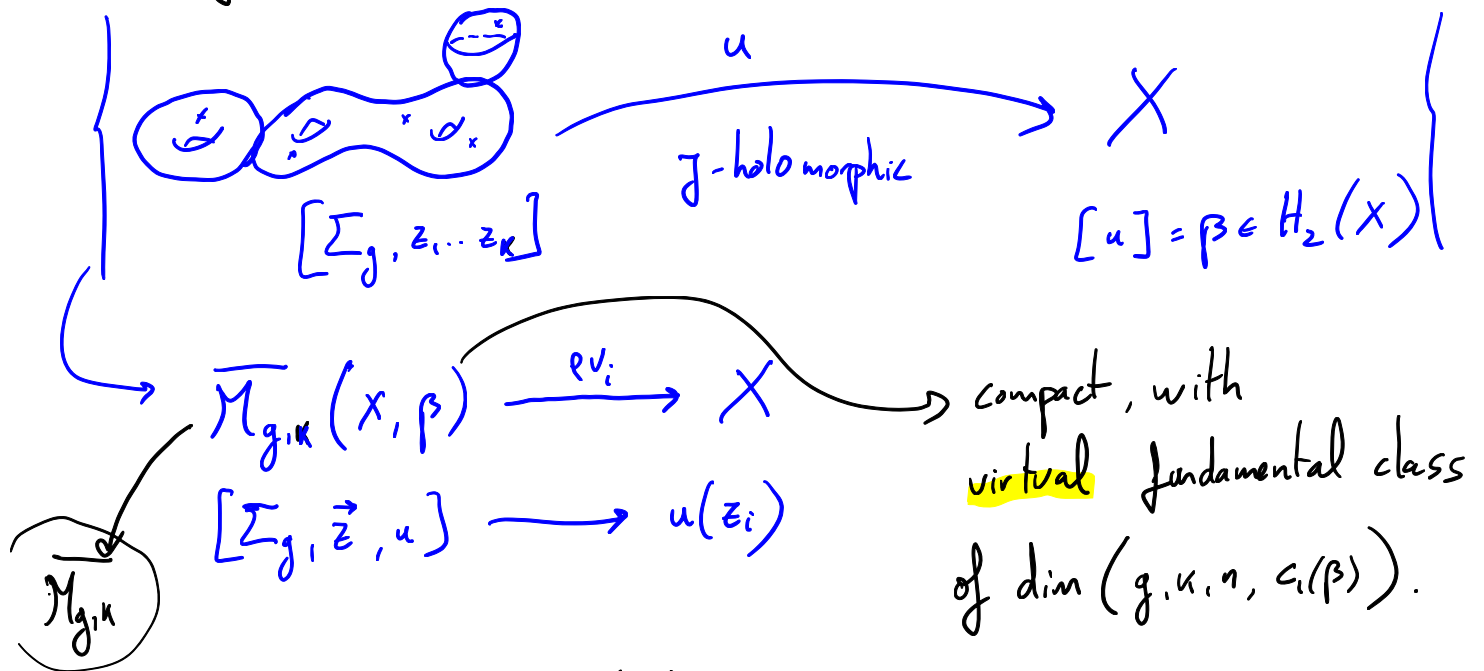 u
X
J-holomorphic
[Σ_g, z_1 ... z_k]
[u] = β ∈ H_2(X)
M̅_{g,k}(X, β) ev_i X
compact, with
virtual fundamental class
[Σ_g, z⃗, u] u(z_i)
of dim (g, k, n, c_1(β)).
M̅_{g,k}